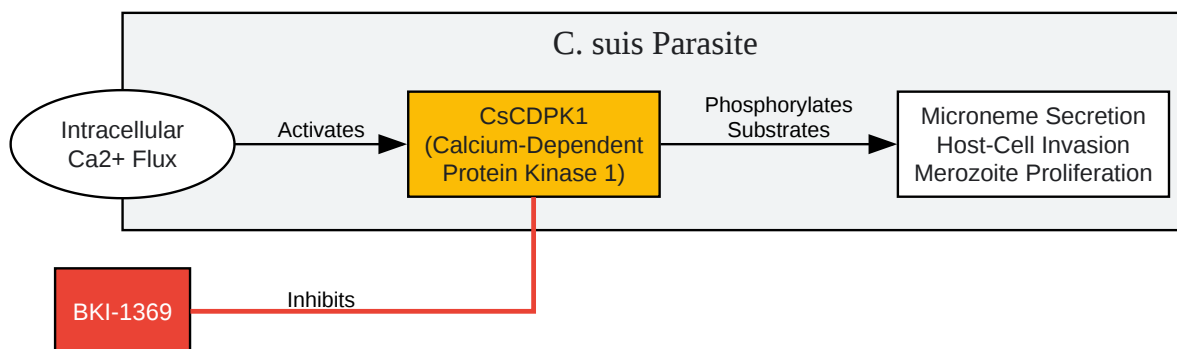 C. suis Parasite
Intracellular
Ca2+ Flux
Activates
CsCDPK1
(Calcium-Dependent
Protein Kinase 1)
Phosphorylates
Substrates
Microneme Secretion
Host-Cell Invasion
Merozoite Proliferation
BKI-1369
Inhibits